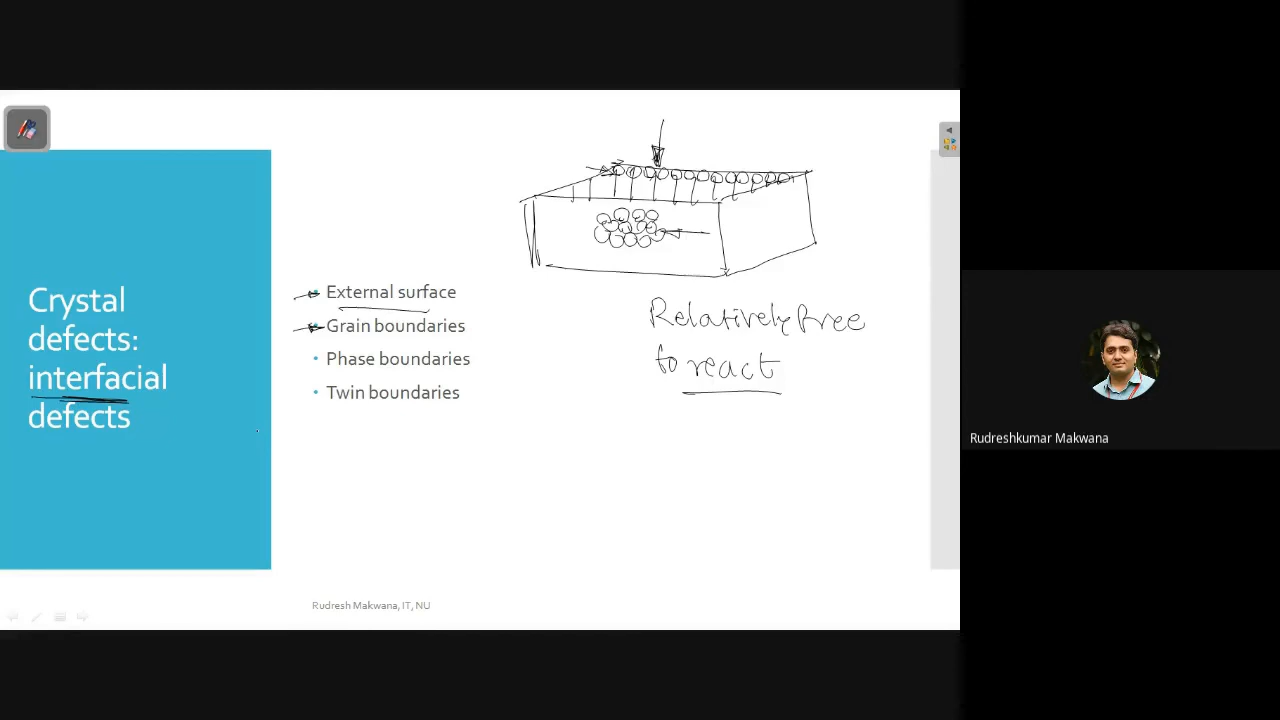 Crystal
defects:
interfacial
defects
External surface
Grain boundaries
Phase boundaries
Twin boundaries
Relatively free
to react
Rudresh Makwana, IT, NU
Rudreshkumar Makwana